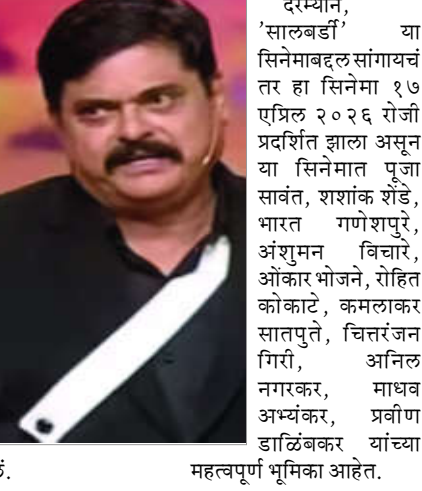 दरम्यान,
'सालबर्डी' या
सिनेमाबद्दल सांगायचं
तर हा सिनेमा १७
एप्रिल २०२६ रोजी
प्रदर्शित झाला असून
या सिनेमात पूजा
सावंत, शशांक शेंडे,
भारत गणेशपुरे,
अंशुमन विचारे,
ओंकार भोजने, रोहित
कोकाटे, कमलाकर
सातपुते, चित्तरंजन
गिरी, अनिल
नगरकर, माधव
अभ्यंकर, प्रवीण
डाळिंबकर यांच्या
महत्वपूर्ण भूमिका आहेत.